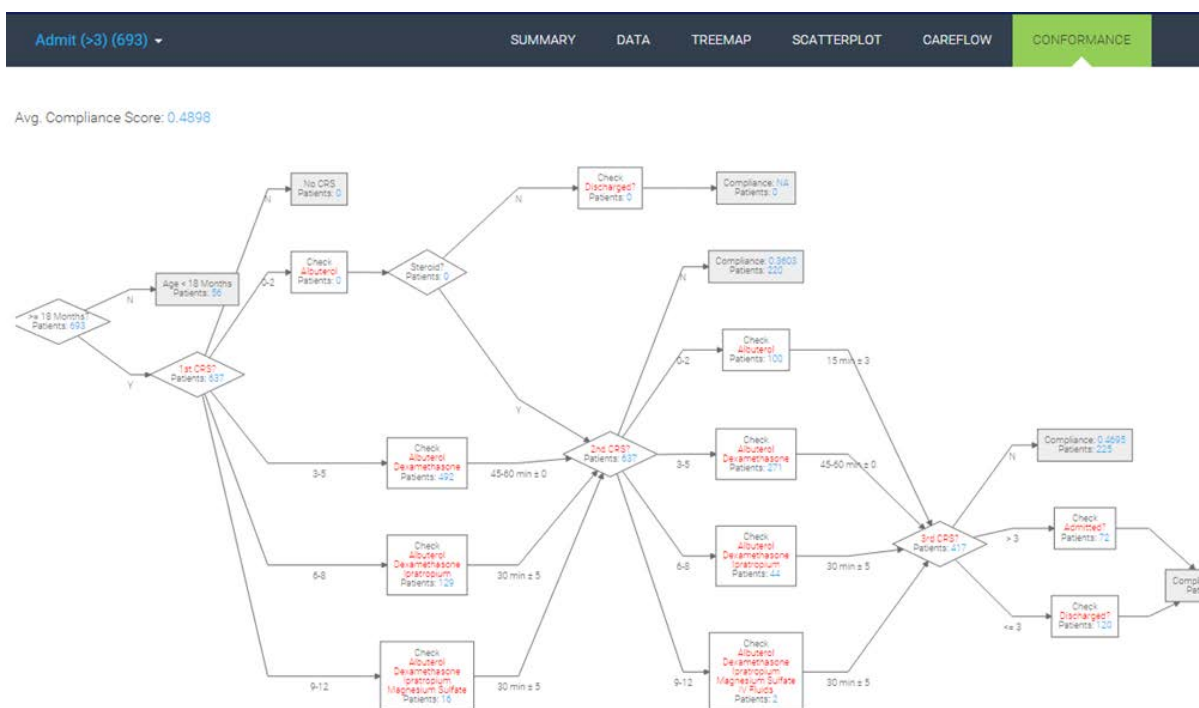 Admit (>3) (693)
SUMMARY
DATA
TREEMAP
SCATTERPLOT
CAREFLOW
CONFORMANCE
Avg. Compliance Score: 0.4898
No CRS
Patients: 0
N
Check
Discharged?
Patients: 0
Compliance: NA
Patients: 0
N
Check
Albuterol
Patients: 0
0-2
Steroid?
Patients: 0
Compliance: 0.3603
Patients: 220
N
Age < 18 Months
Patients: 56
N
>= 18 Months?
Patients: 693
Y
1st CRS?
Patients: 637
0-2
Check
Albuterol
Patients: 100
15 min ± 3
Y
3-5
Check
Albuterol
Dexamethasone
Patients: 492
45-60 min ± 0
2nd CRS?
Patients: 637
3-5
Check
Albuterol
Dexamethasone
Patients: 271
45-60 min ± 0
N
Compliance: 0.4695
Patients: 225
6-8
Check
Albuterol
Dexamethasone
Ipratropium
Patients: 129
30 min ± 5
6-8
Check
Albuterol
Dexamethasone
Ipratropium
Patients: 44
30 min ± 5
3rd CRS?
Patients: 417
> 3
Check
Admitted?
Patients: 72
<= 3
Check
Discharged?
Patients: 120
Compli
Pat
9-12
Check
Albuterol
Dexamethasone
Ipratropium
Magnesium Sulfate
Patients: 16
30 min ± 5
9-12
Check
Albuterol
Dexamethasone
Ipratropium
Magnesium Sulfate
IV Fluids
Patients: 2
30 min ± 5